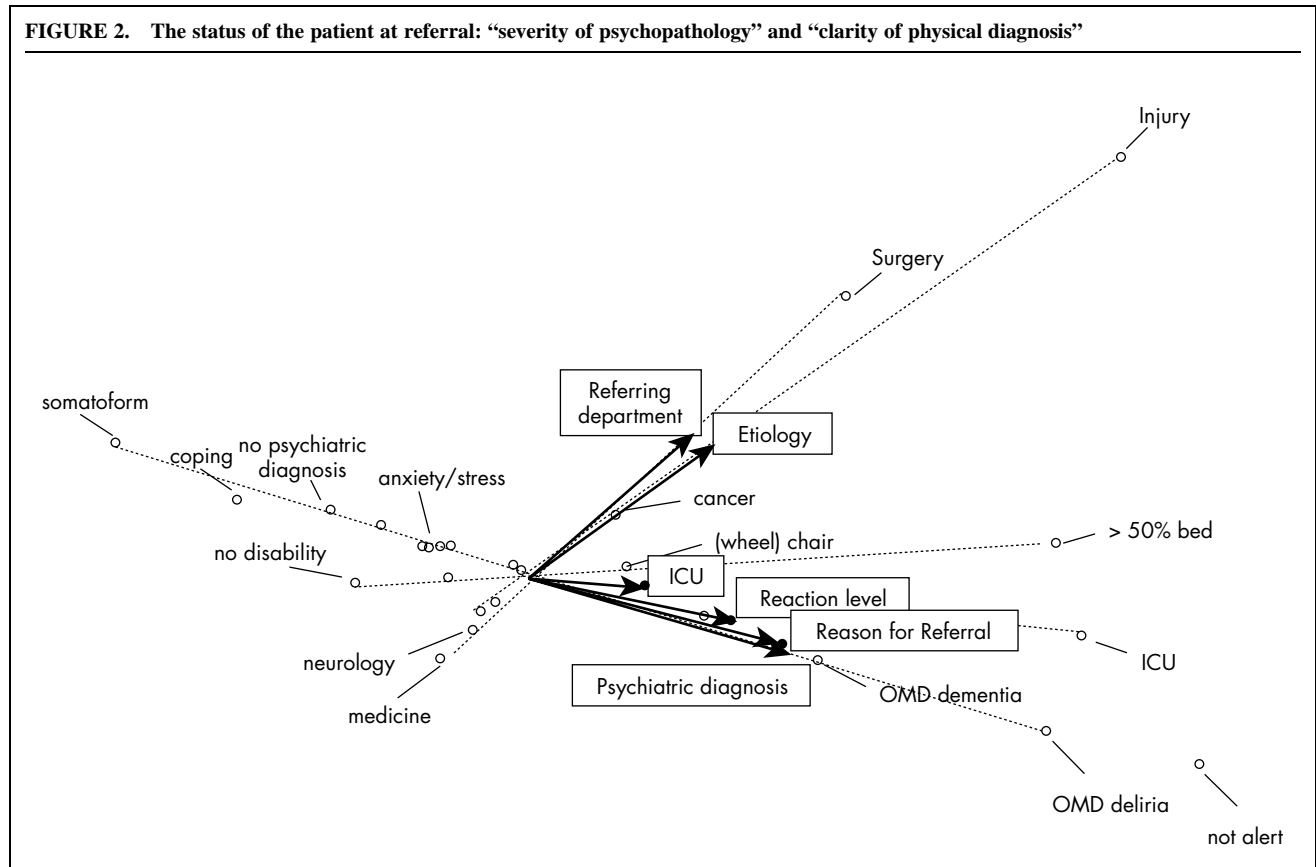 FIGURE 2. The status of the patient at referral: “severity of psychopathology” and “clarity of physical diagnosis”
Injury
Surgery
Referring
department
Etiology
somatoform
coping
no psychiatric
diagnosis
anxiety/stress
cancer
(wheel) chair
> 50% bed
no disability
ICU
Reaction level
Reason for Referral
neurology
ICU
Psychiatric diagnosis
OMD dementia
medicine
OMD deliria
not alert